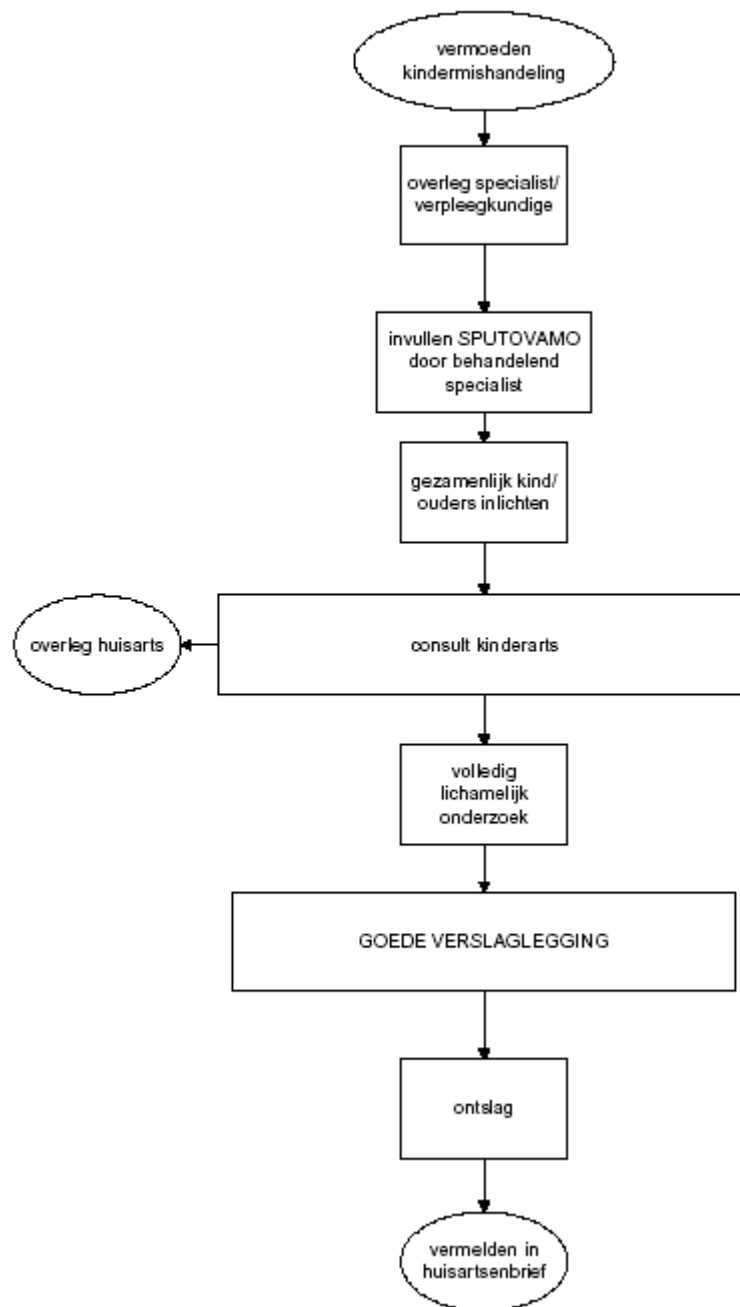 vermoeden
kindermishandeling
overleg specialist/
verpleegkundige
invullen SPUTOVAMO
door behandelend
specialist
gezamenlijk kind/
ouders inlichten
overleg huisarts
consult kinderarts
volledig
lichamelijk
onderzoek
GOEDE VERSLAGLEGGING
ontslag
vermelden in
huisartsenbrief